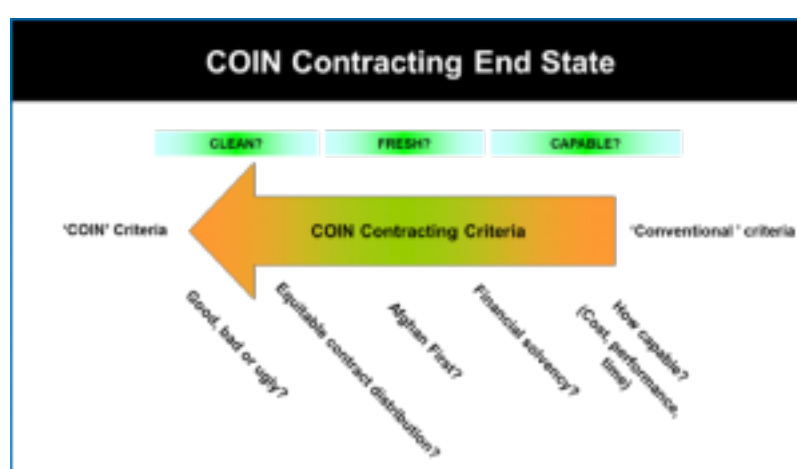 COIN Contracting End State
CLEAN? FRESH? CAPABLE?
'COIN' Criteria COIN Contracting Criteria 'Conventional' criteria
Good, bad or ugly?
Equitable contract distribution?
Afghan First?
Financial solvency?
How capable?
(Cost, performance,
time)